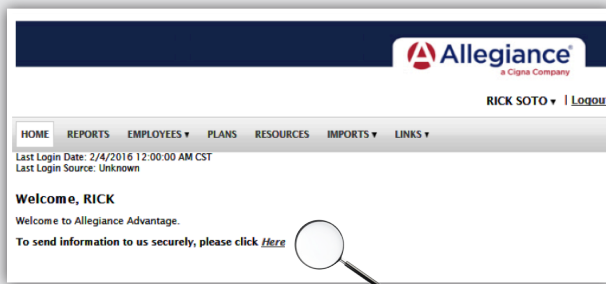 Allegiance®
a Cigna Company
RICK SOTO ▾ | Logout
HOME REPORTS EMPLOYEES ▾ PLANS RESOURCES IMPORTS ▾ LINKS ▾
Last Login Date: 2/4/2016 12:00:00 AM CST
Last Login Source: Unknown
Welcome, RICK
Welcome to Allegiance Advantage.
To send information to us securely, please click Here